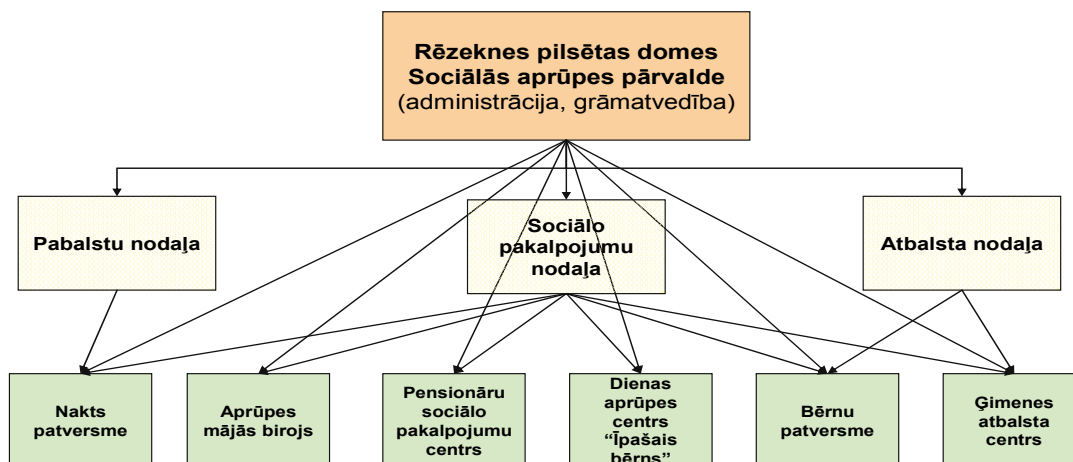 Rēzeknes pilsētas domes
Sociālās aprūpes pārvalde
(administrācija, grāmatvedība)
Pabalstu nodaļa
Sociālo
pakalpojumu
nodaļa
Atbalsta nodaļa
Nakts
patversme
Aprūpes
mājās birojs
Pensionāru
sociālo
pakalpojumu
centrs
Dienas
aprūpes
centrs
“Īpašais
bērns”
Bērnu
patversme
Ģimenes
atbalsta
centrs